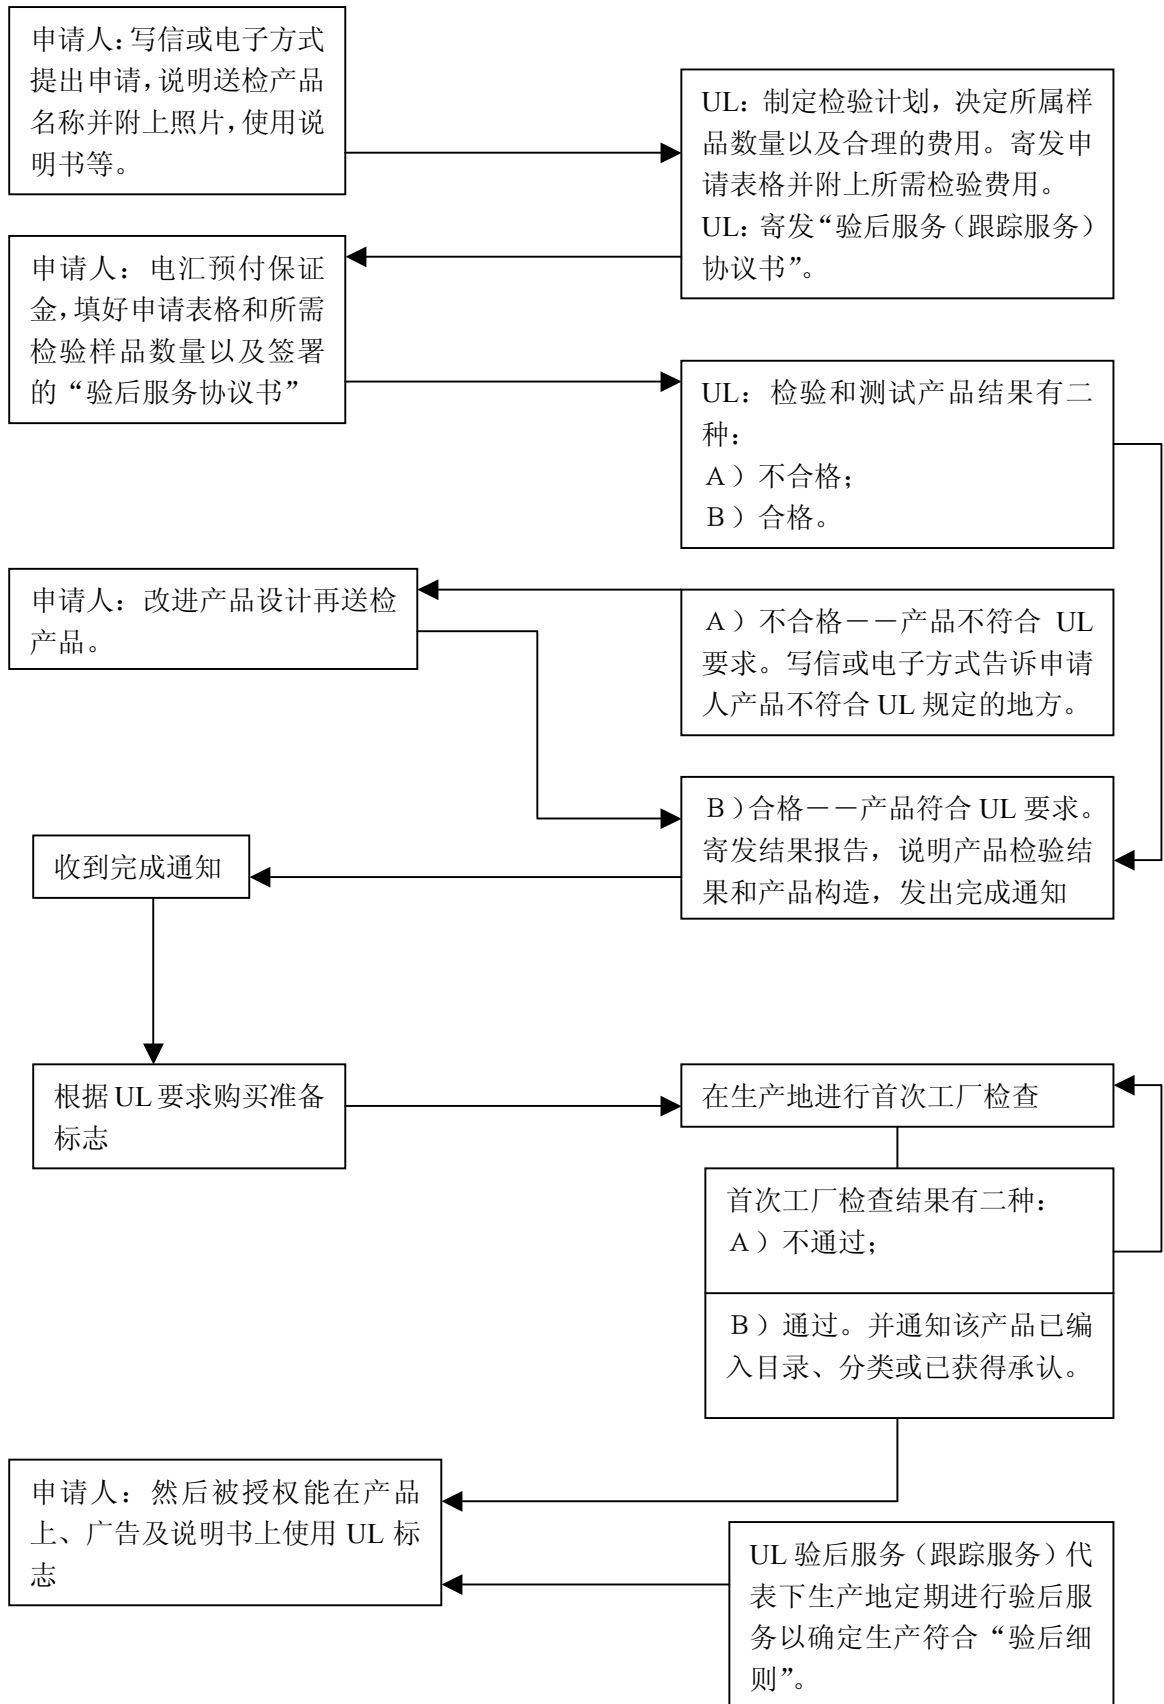 申请人：写信或电子方式
提出申请，说明送检产品
名称并附上照片，使用说
明书等。
UL：制定检验计划，决定所属样
品数量以及合理的费用。寄发申
请表格并附上所需检验费用。
UL：寄发“验后服务（跟踪服务）
协议书”。
申请人：电汇预付保证
金，填好申请表格和所需
检验样品数量以及签署
的“验后服务协议书”
UL：检验和测试产品结果有二
种：
Ａ）不合格；
Ｂ）合格。
申请人：改进产品设计再送检
产品。
Ａ）不合格－－产品不符合 UL
要求。写信或电子方式告诉申请
人产品不符合 UL 规定的地方。
Ｂ）合格－－产品符合 UL 要求。
寄发结果报告，说明产品检验结
果和产品构造，发出完成通知
收到完成通知
根据 UL 要求购买准备
标志
在生产地进行首次工厂检查
首次工厂检查结果有二种：
Ａ）不通过；
Ｂ）通过。并通知该产品已编
入目录、分类或已获得承认。
申请人：然后被授权能在产品
上、广告及说明书上使用 UL 标
志
UL 验后服务（跟踪服务）代
表下生产地定期进行验后服
务以确定生产符合“验后细
则”。